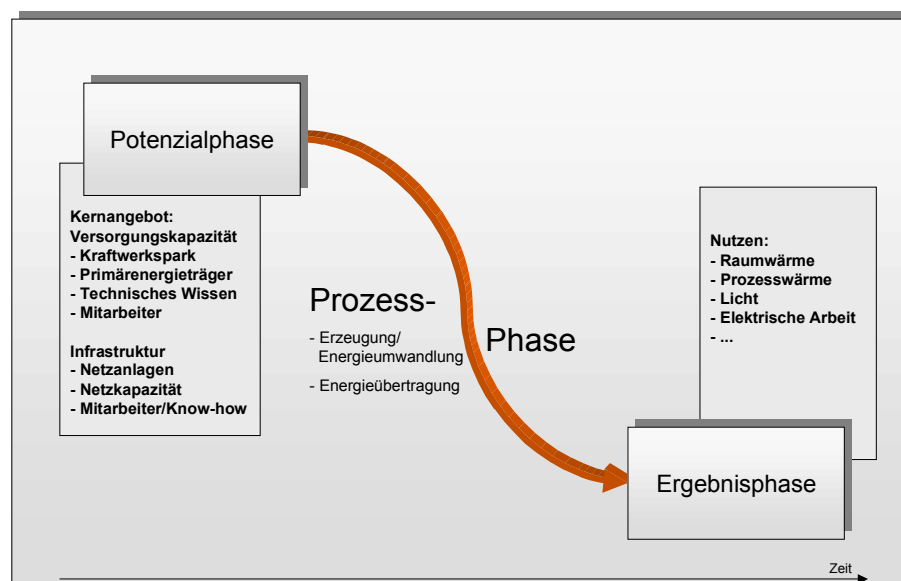 Potenzialphase
Kernangebot:
Versorgungskapazität
- Kraftwerkspark
- Primärenergieträger
- Technisches Wissen
- Mitarbeiter
Infrastruktur
- Netzanlagen
- Netzkapazität
- Mitarbeiter/Know-how
Prozess-
Phase
- Erzeugung/
Energieumwandlung
- Energieübertragung
Nutzen:
- Raumwärme
- Prozesswärme
- Licht
- Elektrische Arbeit
- ...
Ergebnisphase
Zeit